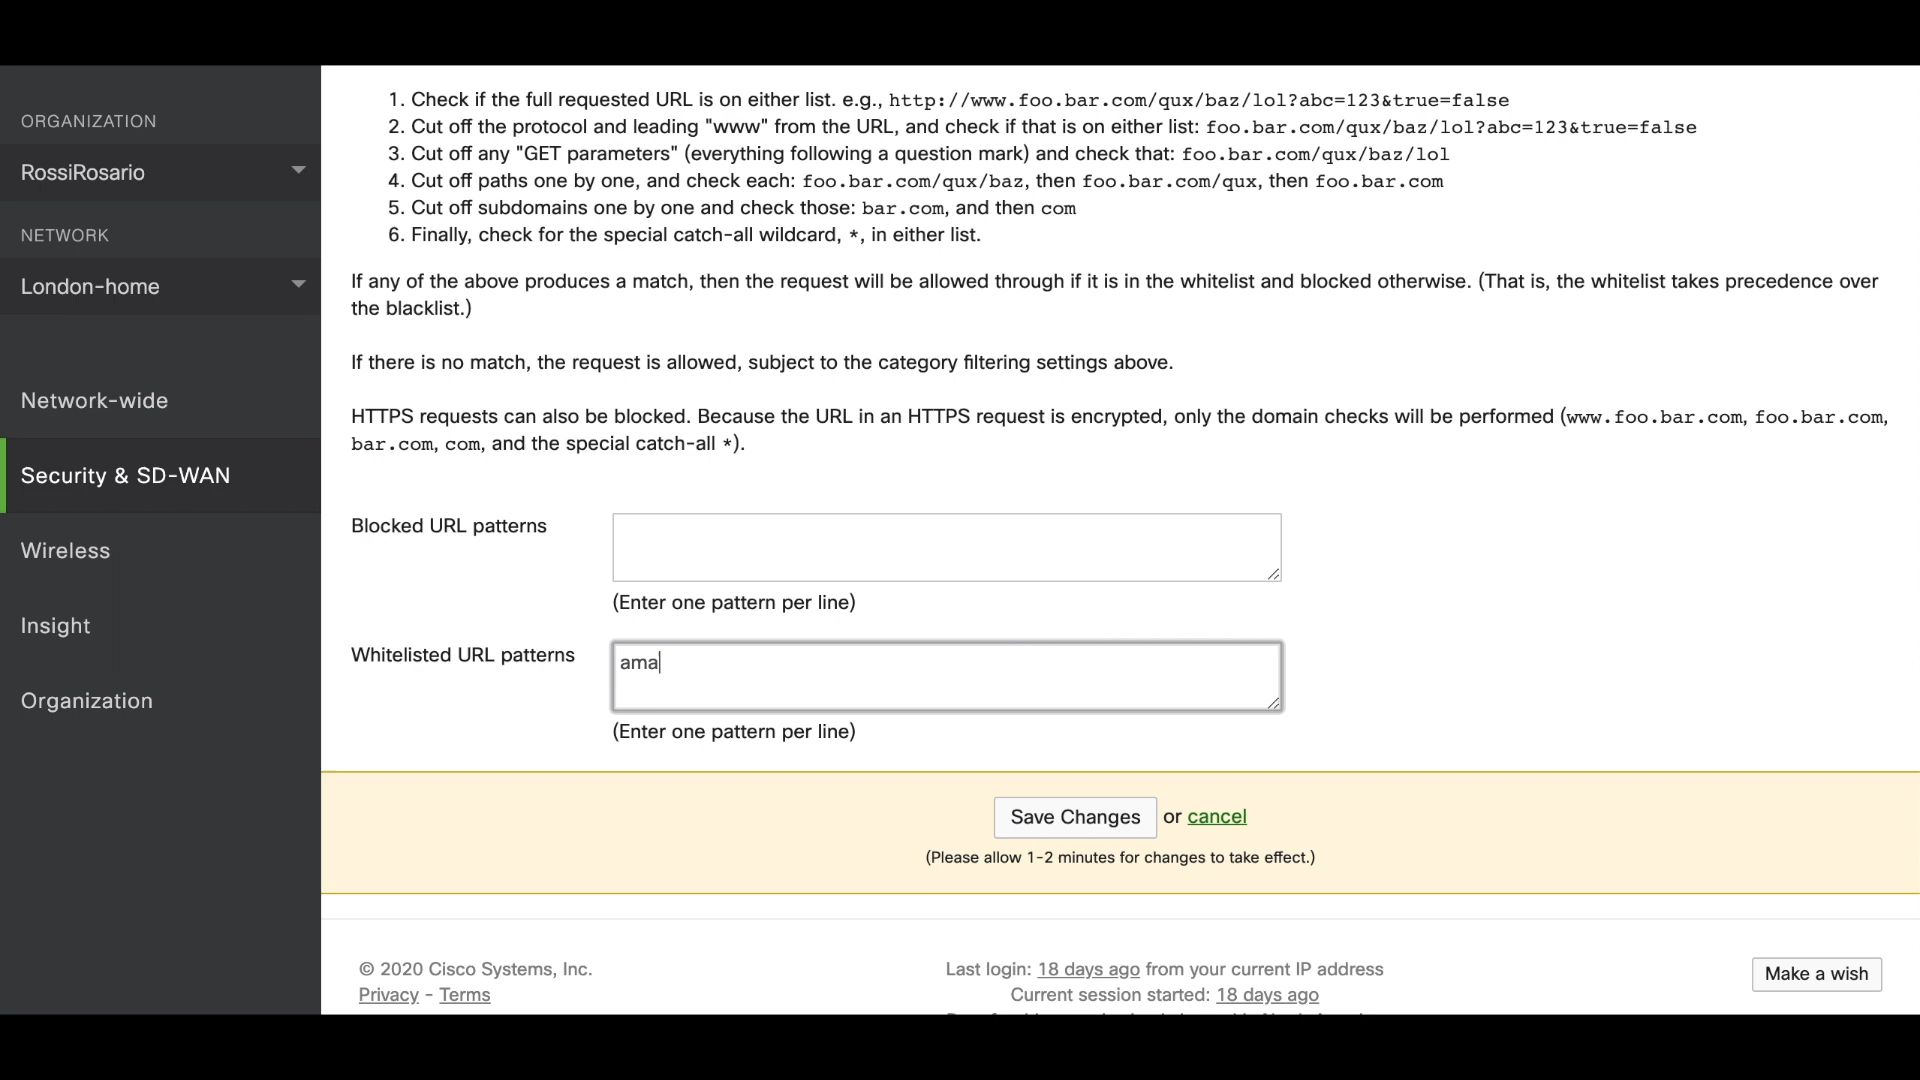 ORGANIZATION
RossiRosario
NETWORK
London-home
Network-wide
Security & SD-WAN
Wireless
Insight
Organization
1. Check if the full requested URL is on either list. e.g., http://www.foo.bar.com/qux/baz/lol?abc=123&true=false
2. Cut off the protocol and leading "www" from the URL, and check if that is on either list: foo.bar.com/qux/baz/lol?abc=123&true=false
3. Cut off any "GET parameters" (everything following a question mark) and check that: foo.bar.com/qux/baz/lol
4. Cut off paths one by one, and check each: foo.bar.com/qux/baz, then foo.bar.com/qux, then foo.bar.com
5. Cut off subdomains one by one and check those: bar.com, and then com
6. Finally, check for the special catch-all wildcard, *, in either list.
If any of the above produces a match, then the request will be allowed through if it is in the whitelist and blocked otherwise. (That is, the whitelist takes precedence over
the blacklist.)
If there is no match, the request is allowed, subject to the category filtering settings above.
HTTPS requests can also be blocked. Because the URL in an HTTPS request is encrypted, only the domain checks will be performed (www.foo.bar.com, foo.bar.com,
bar.com, com, and the special catch-all *).
Blocked URL patterns
(Enter one pattern per line)
Whitelisted URL patterns
ama
(Enter one pattern per line)
Save Changes or cancel
(Please allow 1-2 minutes for changes to take effect.)
© 2020 Cisco Systems, Inc.
Privacy - Terms
Last login: 18 days ago from your current IP address
Current session started: 18 days ago
Make a wish